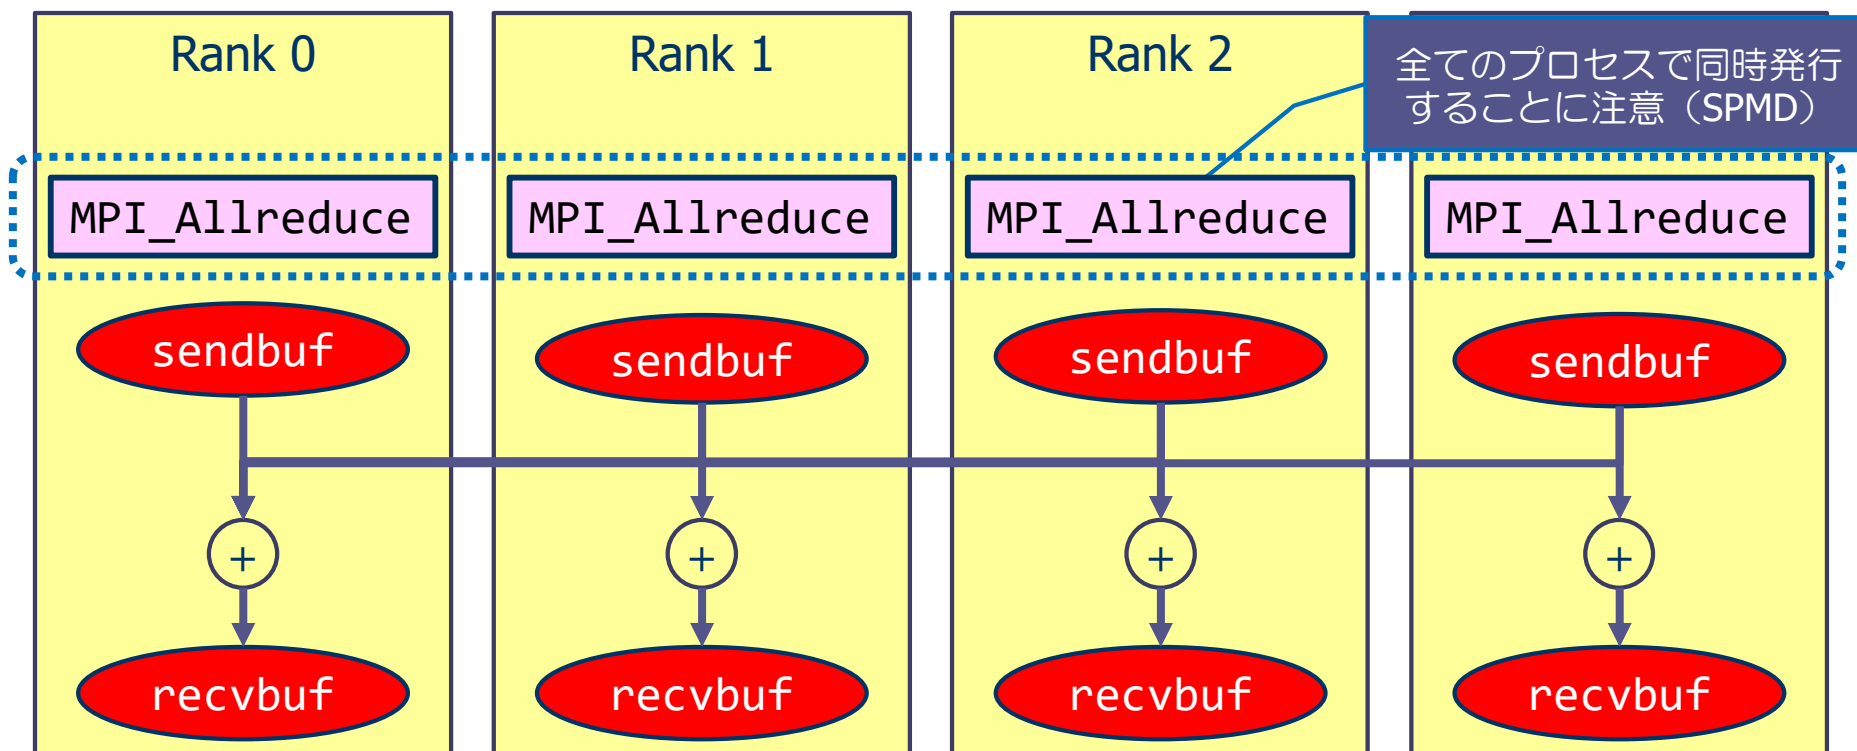 Rank 0
Rank 1
Rank 2
全てのプロセスで同時発行
することに注意（SPMD）
MPI_Allreduce
MPI_Allreduce
MPI_Allreduce
MPI_Allreduce
sendbuf
sendbuf
sendbuf
sendbuf
+
+
+
+
recvbuf
recvbuf
recvbuf
recvbuf